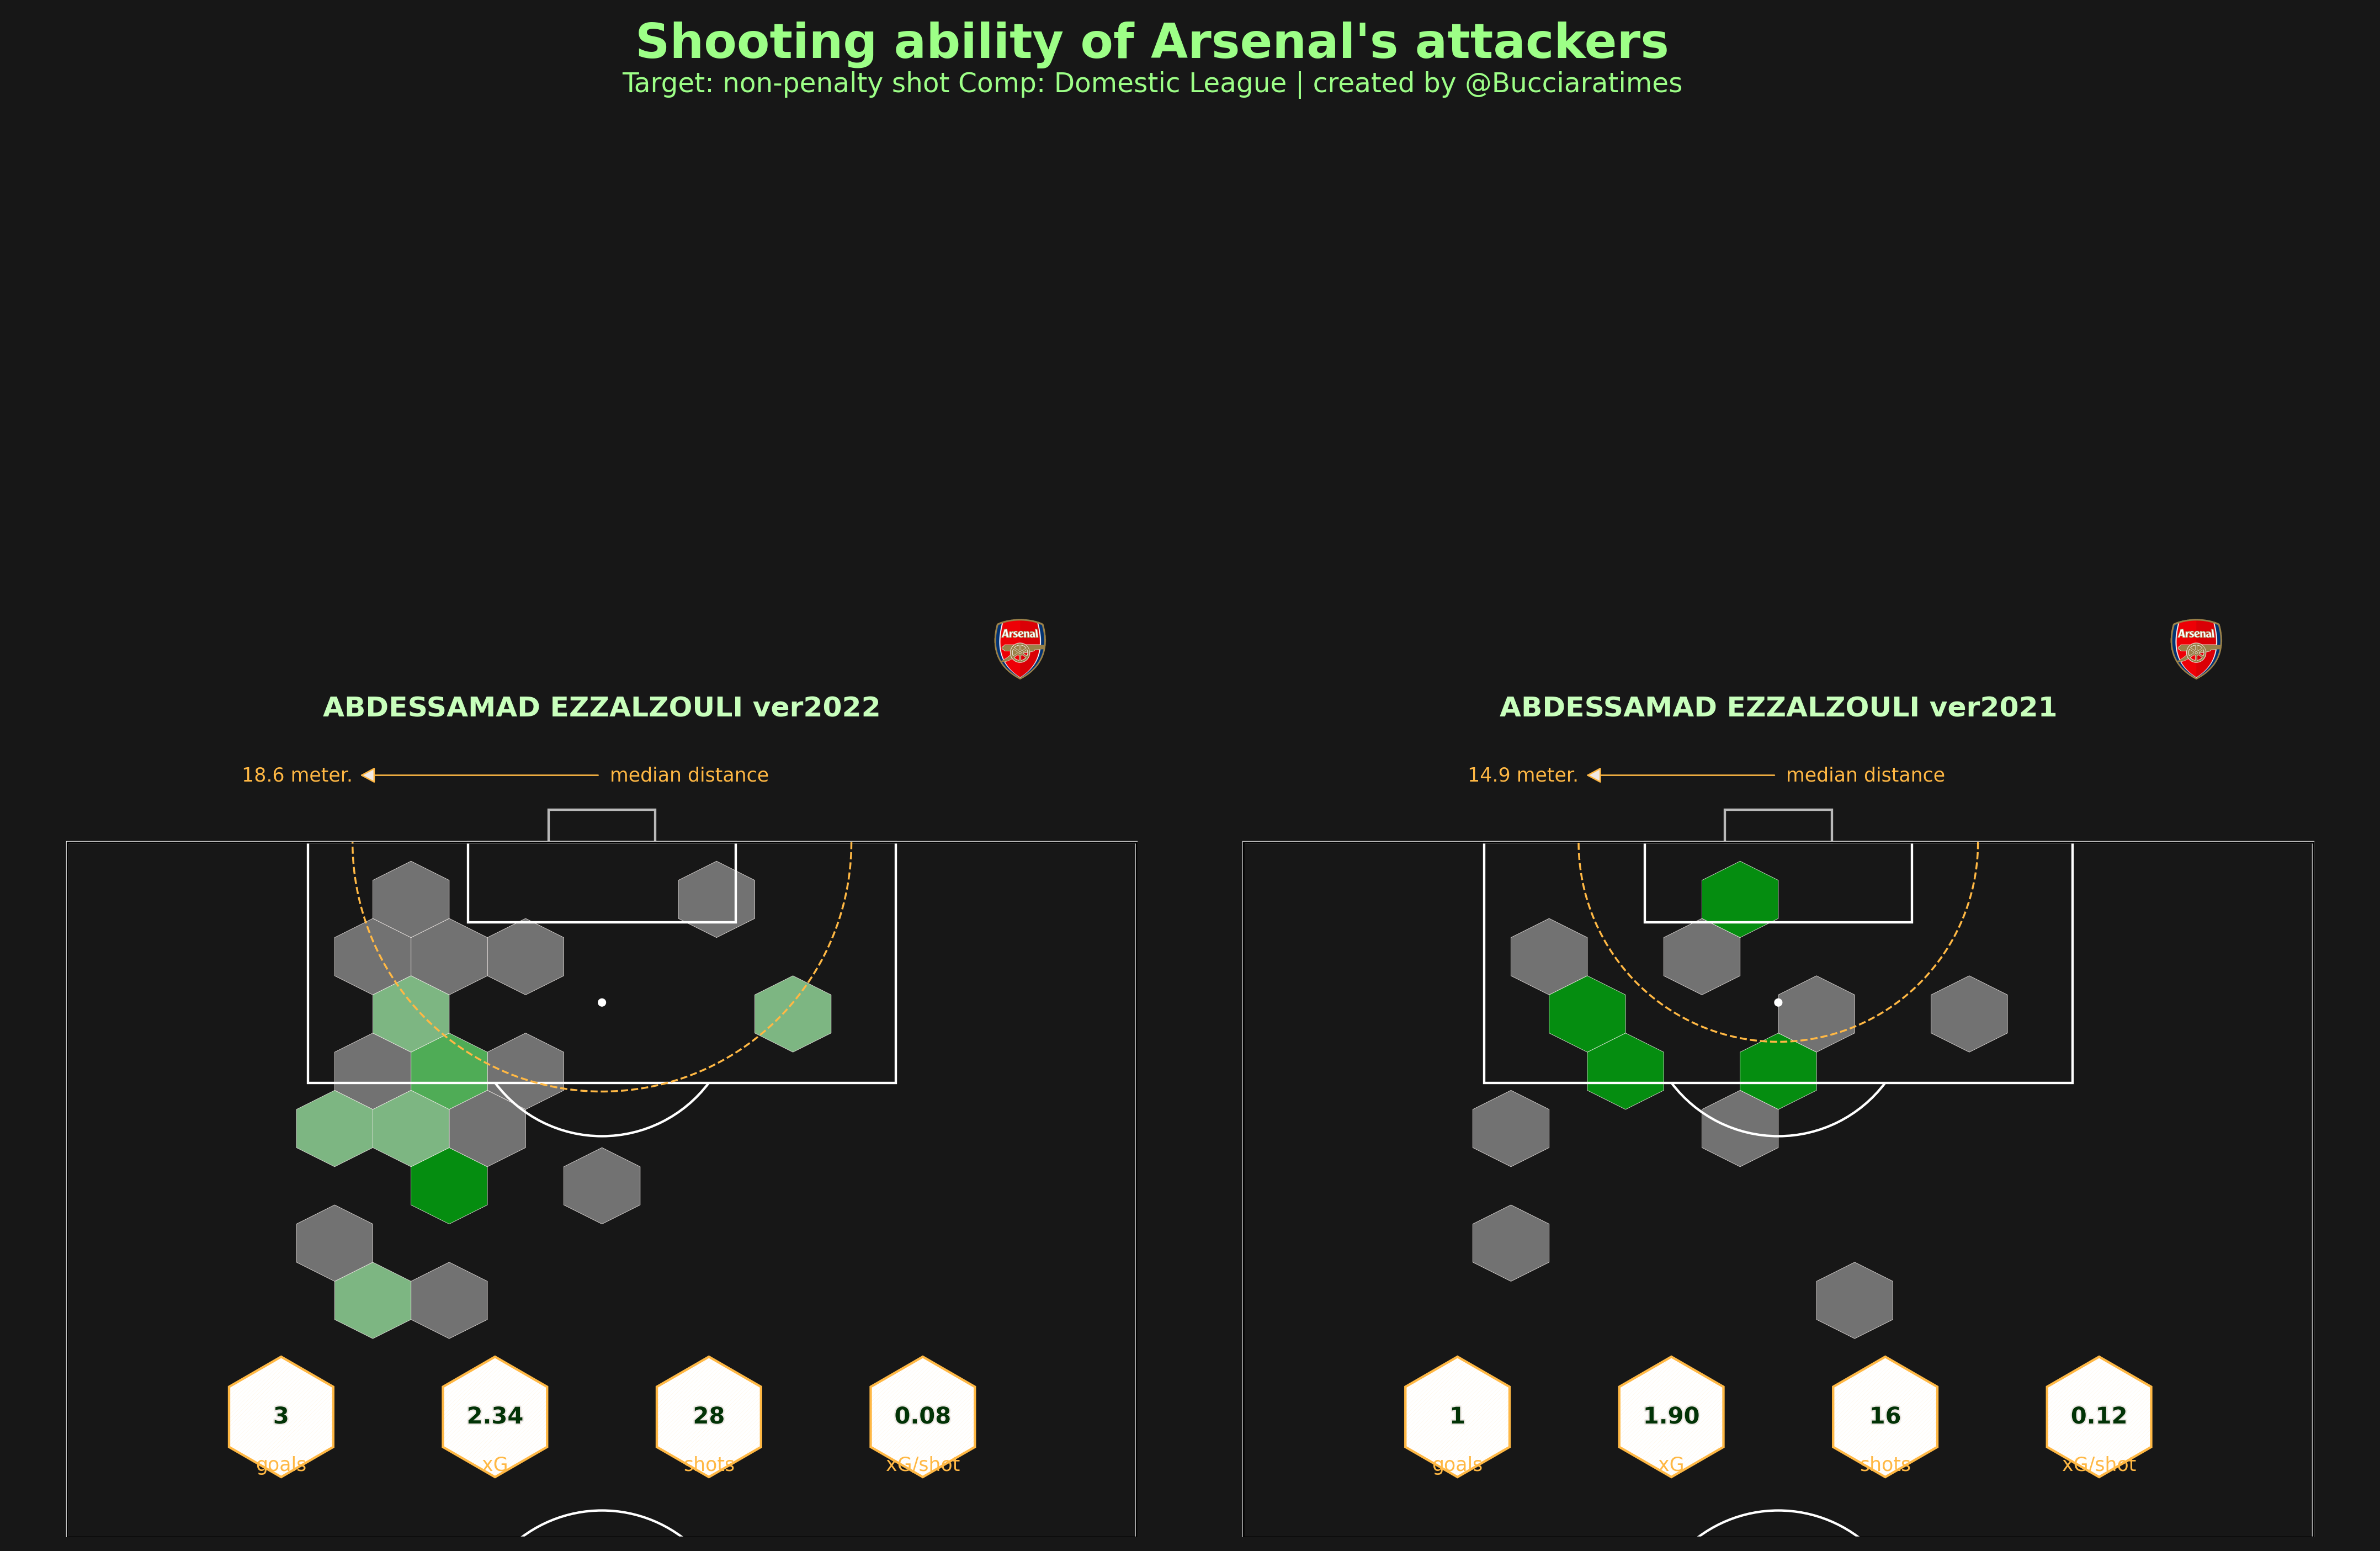 Shooting ability of Arsenal's attackers
Target: non-penalty shot Comp: Domestic League | created by @Bucciaratimes
Arsenal
Arsenal
ABDESSAMAD EZZALZOULI ver2022
ABDESSAMAD EZZALZOULI ver2021
18.6 meter.
median distance
14.9 meter.
median distance
3
2.34
28
0.08
goals
xG
shots
xG/shot
1
1.90
16
0.12
goals
xG
shots
xG/shot